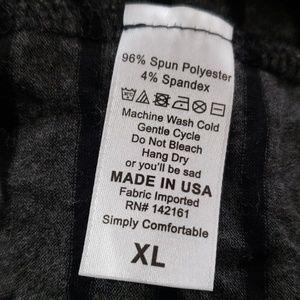 96% Spun Polyester
4% Spandex
Machine Wash Cold
Gentle Cycle
Do Not Bleach
Hang Dry
or you'll be sad
MADE IN USA
Fabric Imported
RN# 142161
Simply Comfortable
XL